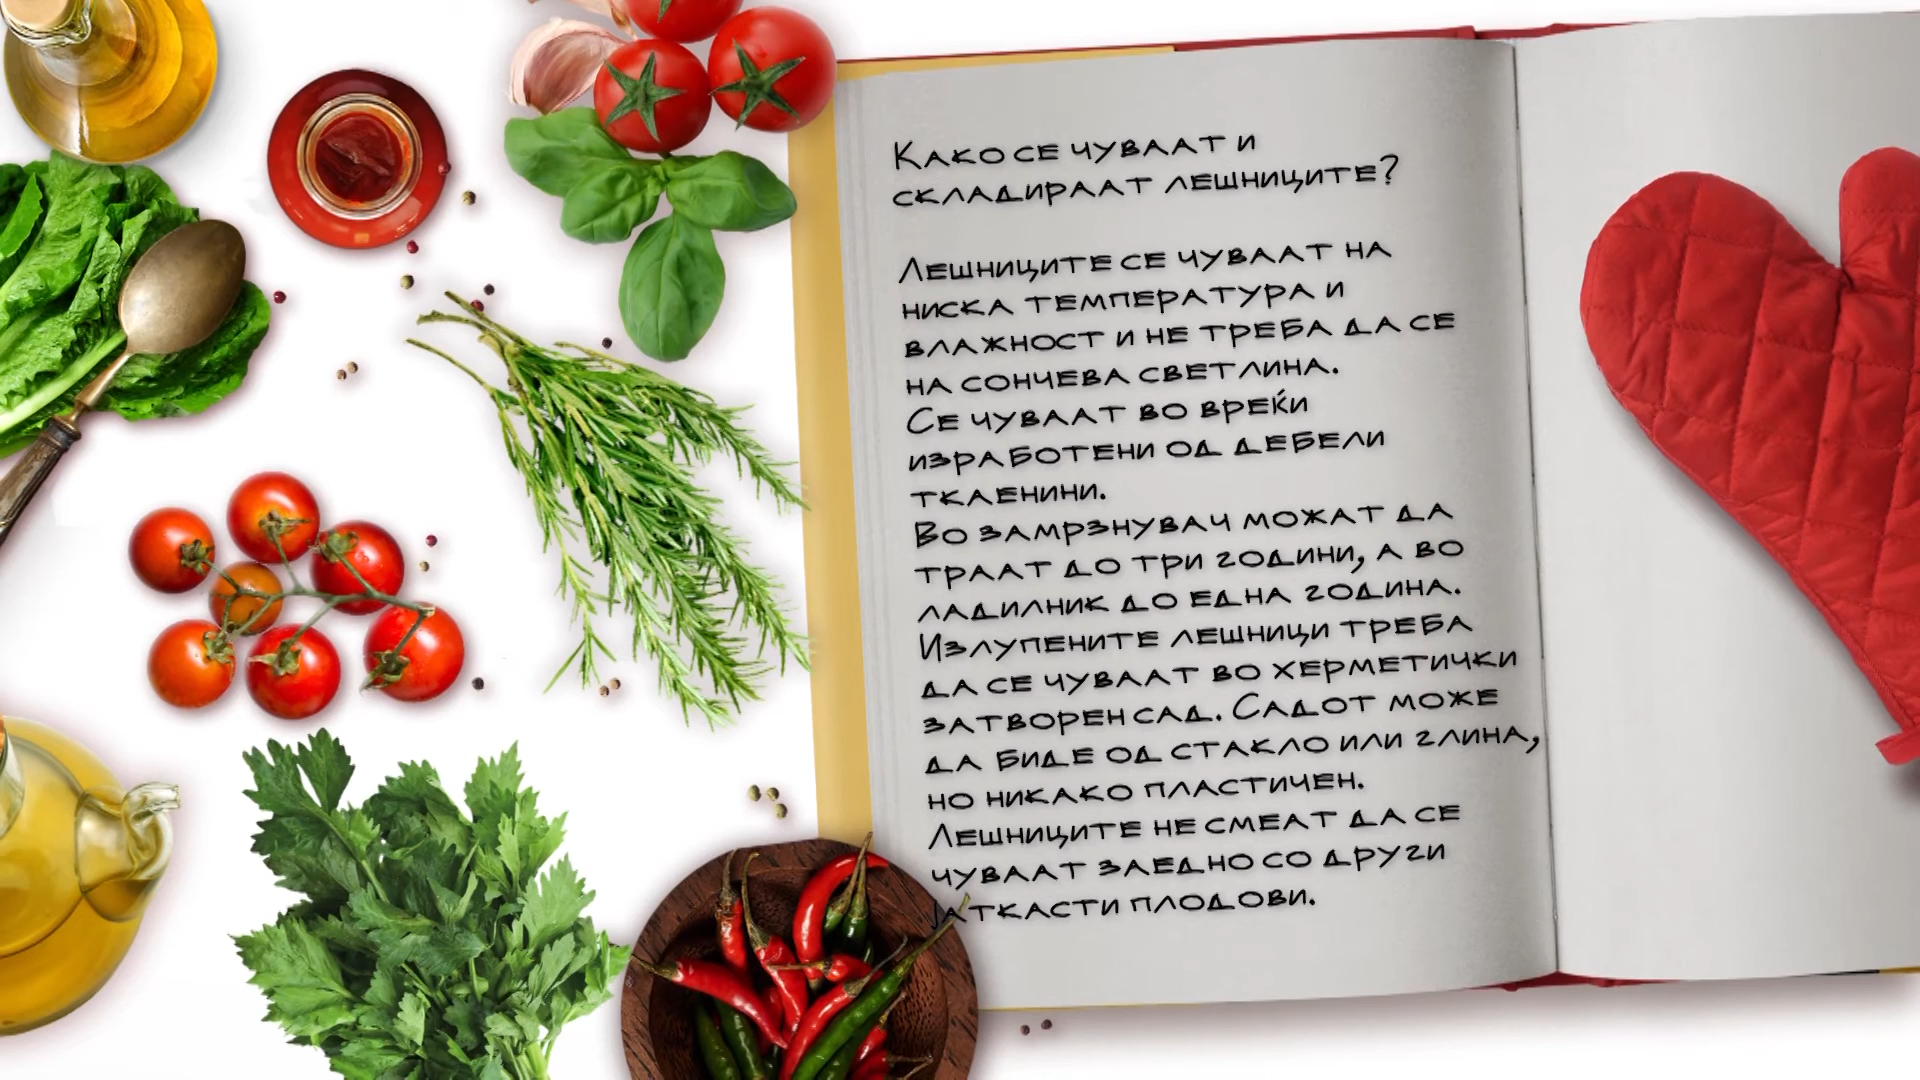 Како се чуваат и
складираат лешниците?
Лешниците се чуваат на
ниска температура и
влажност и не треба да се
на сончева светлина.
Се чуваат во вреќи
изработени од дебели
ткаенини.
Во замрзнувач можат да
траат до три години, а во
ладилник до една година.
Излупените лешници треба
да се чуваат во херметички
затворен сад. Садот може
да биде од стакло или глина,
но никако пластичен.
Лешниците не смеат да се
чуваат заедно со други
јаткасти плодови.